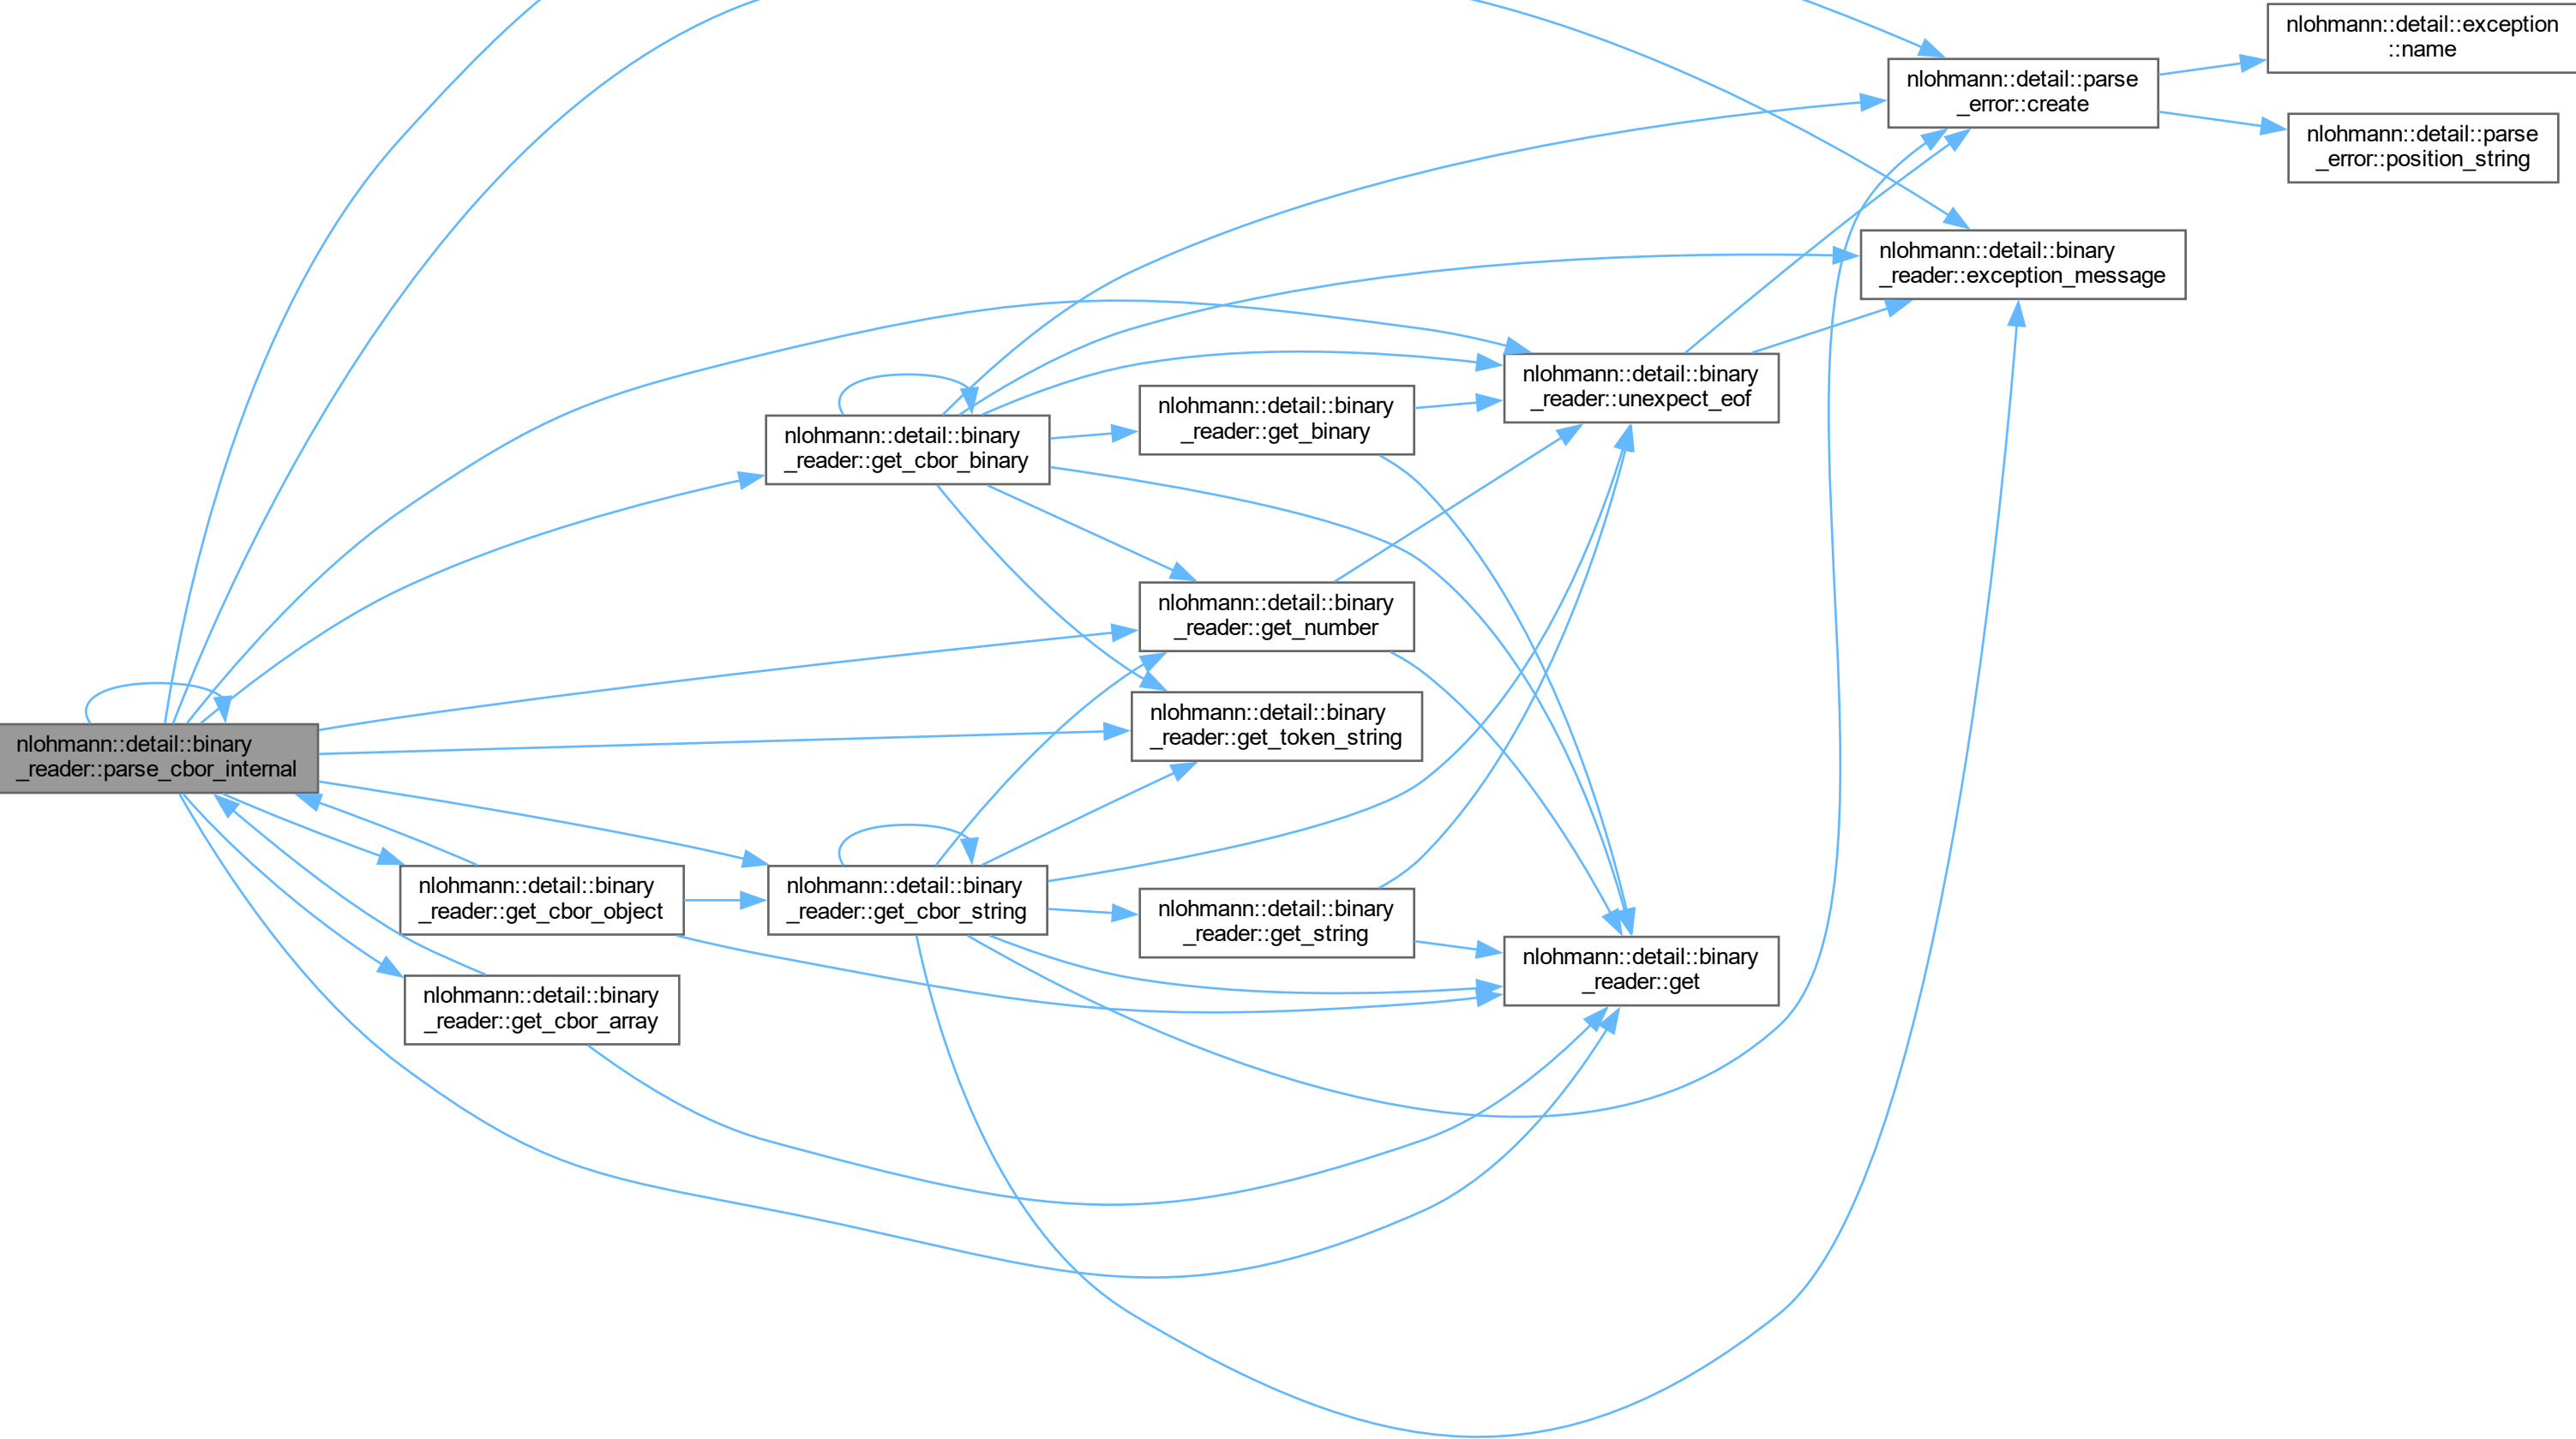 nlohmann::detail::exception
::name
nlohmann::detail::parse
_error::create
nlohmann::detail::parse
_error::position_string
nlohmann::detail::binary
_reader::exception_message
nlohmann::detail::binary
_reader::unexpect_eof
nlohmann::detail::binary
_reader::get_binary
nlohmann::detail::binary
_reader::get_cbor_binary
nlohmann::detail::binary
_reader::get_number
nlohmann::detail::binary
_reader::get_token_string
nlohmann::detail::binary
_reader::parse_cbor_internal
nlohmann::detail::binary
_reader::get_cbor_object
nlohmann::detail::binary
_reader::get_cbor_string
nlohmann::detail::binary
_reader::get_string
nlohmann::detail::binary
_reader::get
nlohmann::detail::binary
_reader::get_cbor_array